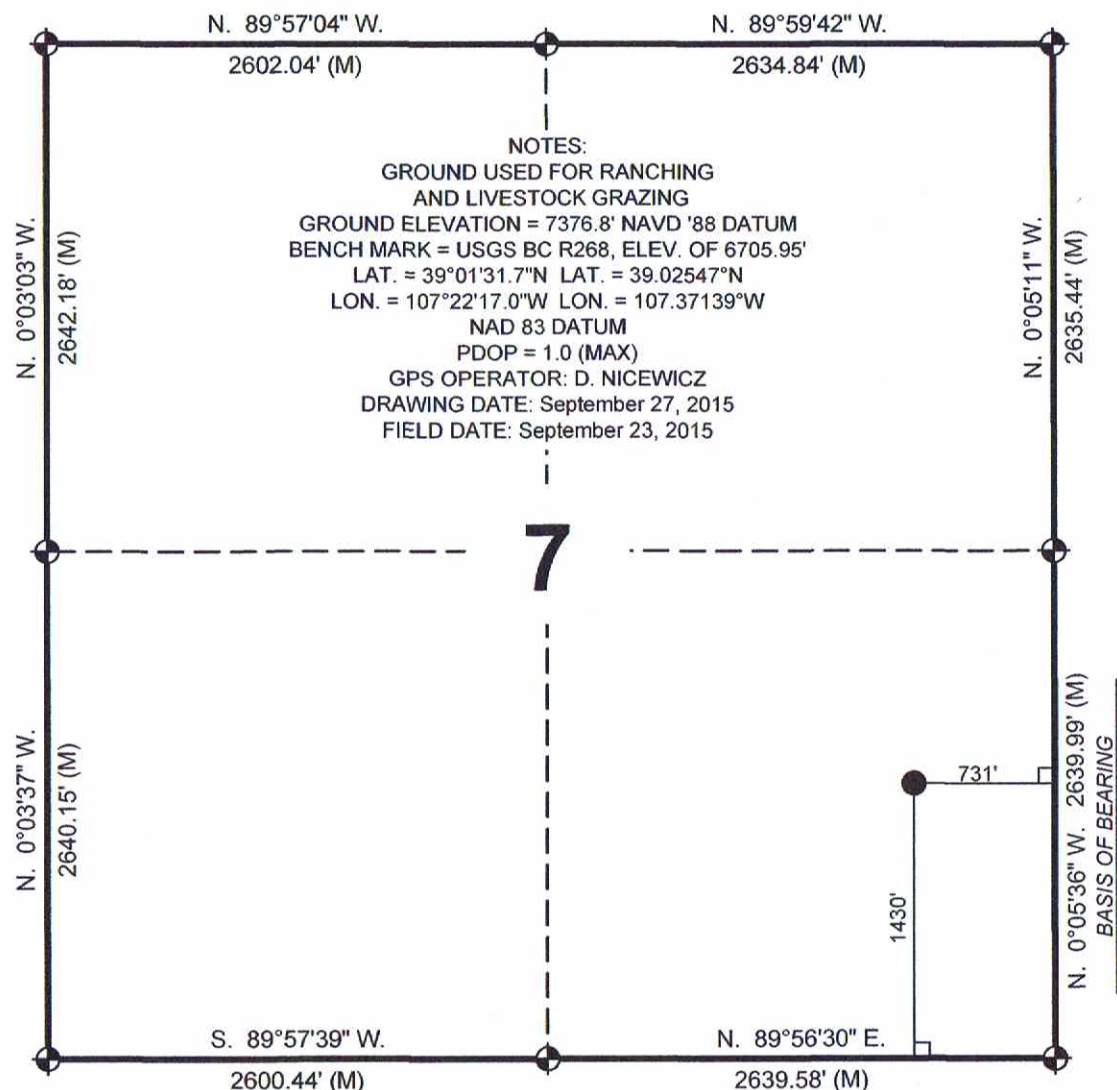 N. 89°57'04" W.
N. 89°59'42" W.
2602.04' (M)
2634.84' (M)
NOTES:
GROUND USED FOR RANCHING
AND LIVESTOCK GRAZING
GROUND ELEVATION = 7376.8' NAVD '88 DATUM
BENCH MARK = USGS BC R268, ELEV. OF 6705.95'
LAT. = 39°01'31.7"N LAT. = 39.02547°N
LON. = 107°22'17.0"W LON. = 107.37139°W
NAD 83 DATUM
PDOP = 1.0 (MAX)
GPS OPERATOR: D. NICEWICZ
DRAWING DATE: September 27, 2015
FIELD DATE: September 23, 2015
N. 0°03'03" W.
2642.18' (M)
N. 0°05'11" W.
2635.44' (M)
7
N. 0°03'37" W.
2640.15' (M)
731'
1430'
N. 0°05'36" W. 2639.99' (M)
BASIS OF BEARING
S. 89°57'39" W.
N. 89°56'30" E.
2600.44' (M)
2639.58' (M)